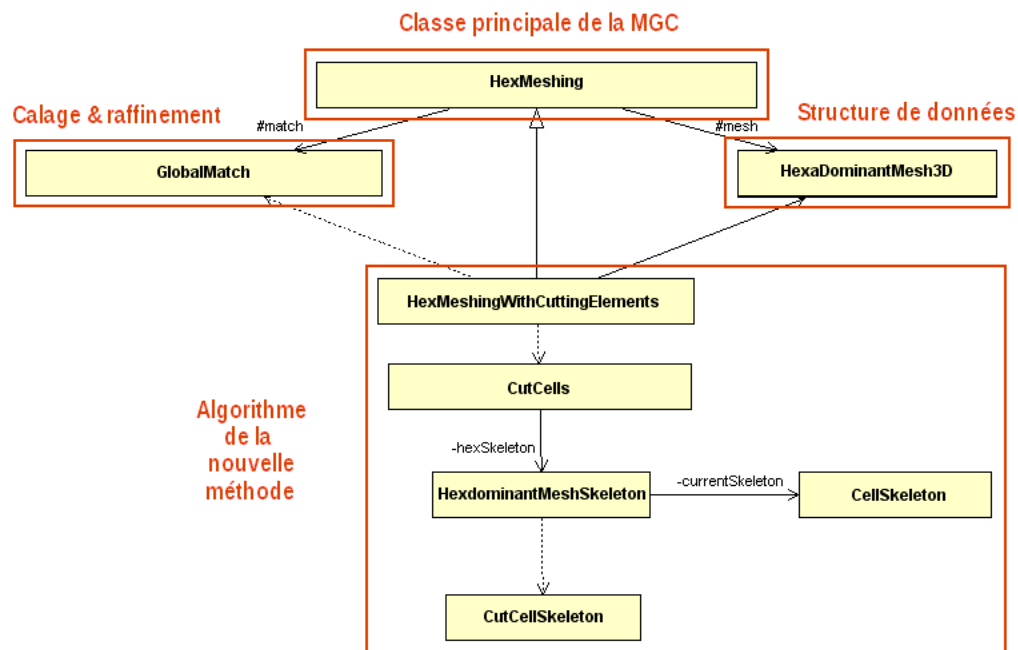 Classe principale de la MGC
HexMeshing
Calage & raffinement
Structure de données
#match
#mesh
GlobalMatch
HexaDominantMesh3D
HexMeshingWithCuttingElements
CutCells
Algorithme
de la
nouvelle
méthode
-hexSkeleton
HexdominantMeshSkeleton
-currentSkeleton
CellSkeleton
CutCellSkeleton